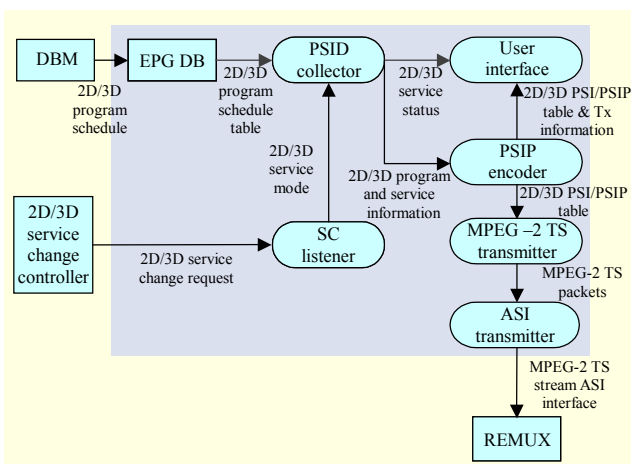 DBM
EPG DB
PSID
collector
User
interface
2D/3D
program
schedule
2D/3D
program
schedule
table
2D/3D
service
status
2D/3D PSI/PSIP
table & Tx
information
2D/3D
service
mode
2D/3D program
and service
information
PSIP
encoder
2D/3D PSI/PSIP
table
2D/3D
service
change
controller
2D/3D service
change request
SC
listener
MPEG –2 TS
transmitter
MPEG-2 TS
packets
ASI
transmitter
MPEG-2 TS
stream ASI
interface
REMUX